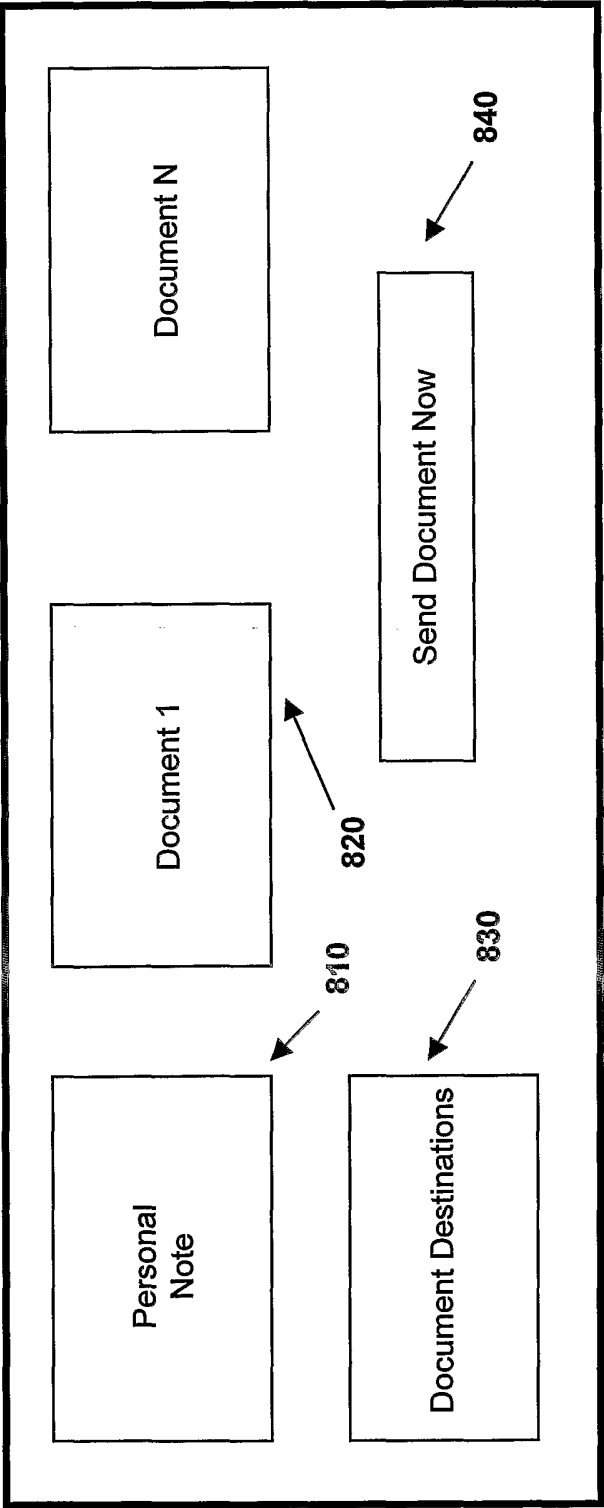 Personal
Note
810
Document 1
820
Document N
Document Destinations
830
Send Document Now
840